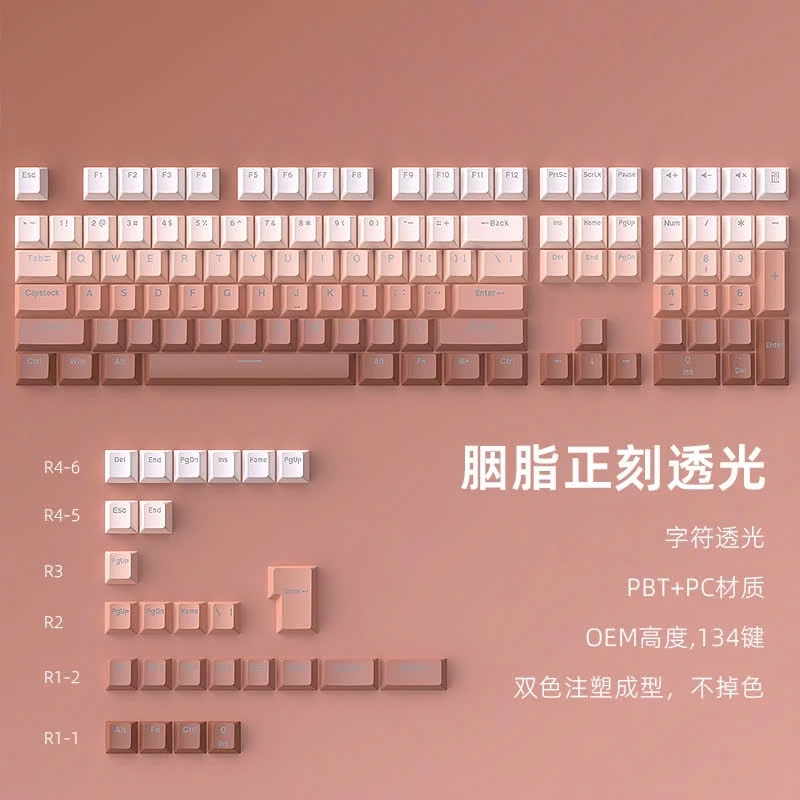 Esc F1 F2 F3 F4 F5 F6 F7 F8 F9 F10 F11 F12 PrtSc ScrLk Pause
~ 1! 2@ 3# 4$ 5% 6^ 7& 8* 9( 0) -- =+ ←Back Ins Home PgUp Num / * −
Tab Q W E R T Y U I O P [{ ]} \| Del End PgDn 7 8 9 +
Capslock A S D F G H J K L ;: Enter 4 5 6
Enter
Ctrl Win Alt Alt Fn Ctrl 0 Ins Del
R4-6 Del End PgDn Ins Home PgUp
胭脂正刻透光
R4-5 Esc End
字符透光
R3 PgUp
PBT+PC材质
Enter
R2 PgUp PgDn Home \|
OEM高度,134键
R1-2
双色注塑成型，不掉色
R1-1 Alt Fn Ctrl 0 Ins